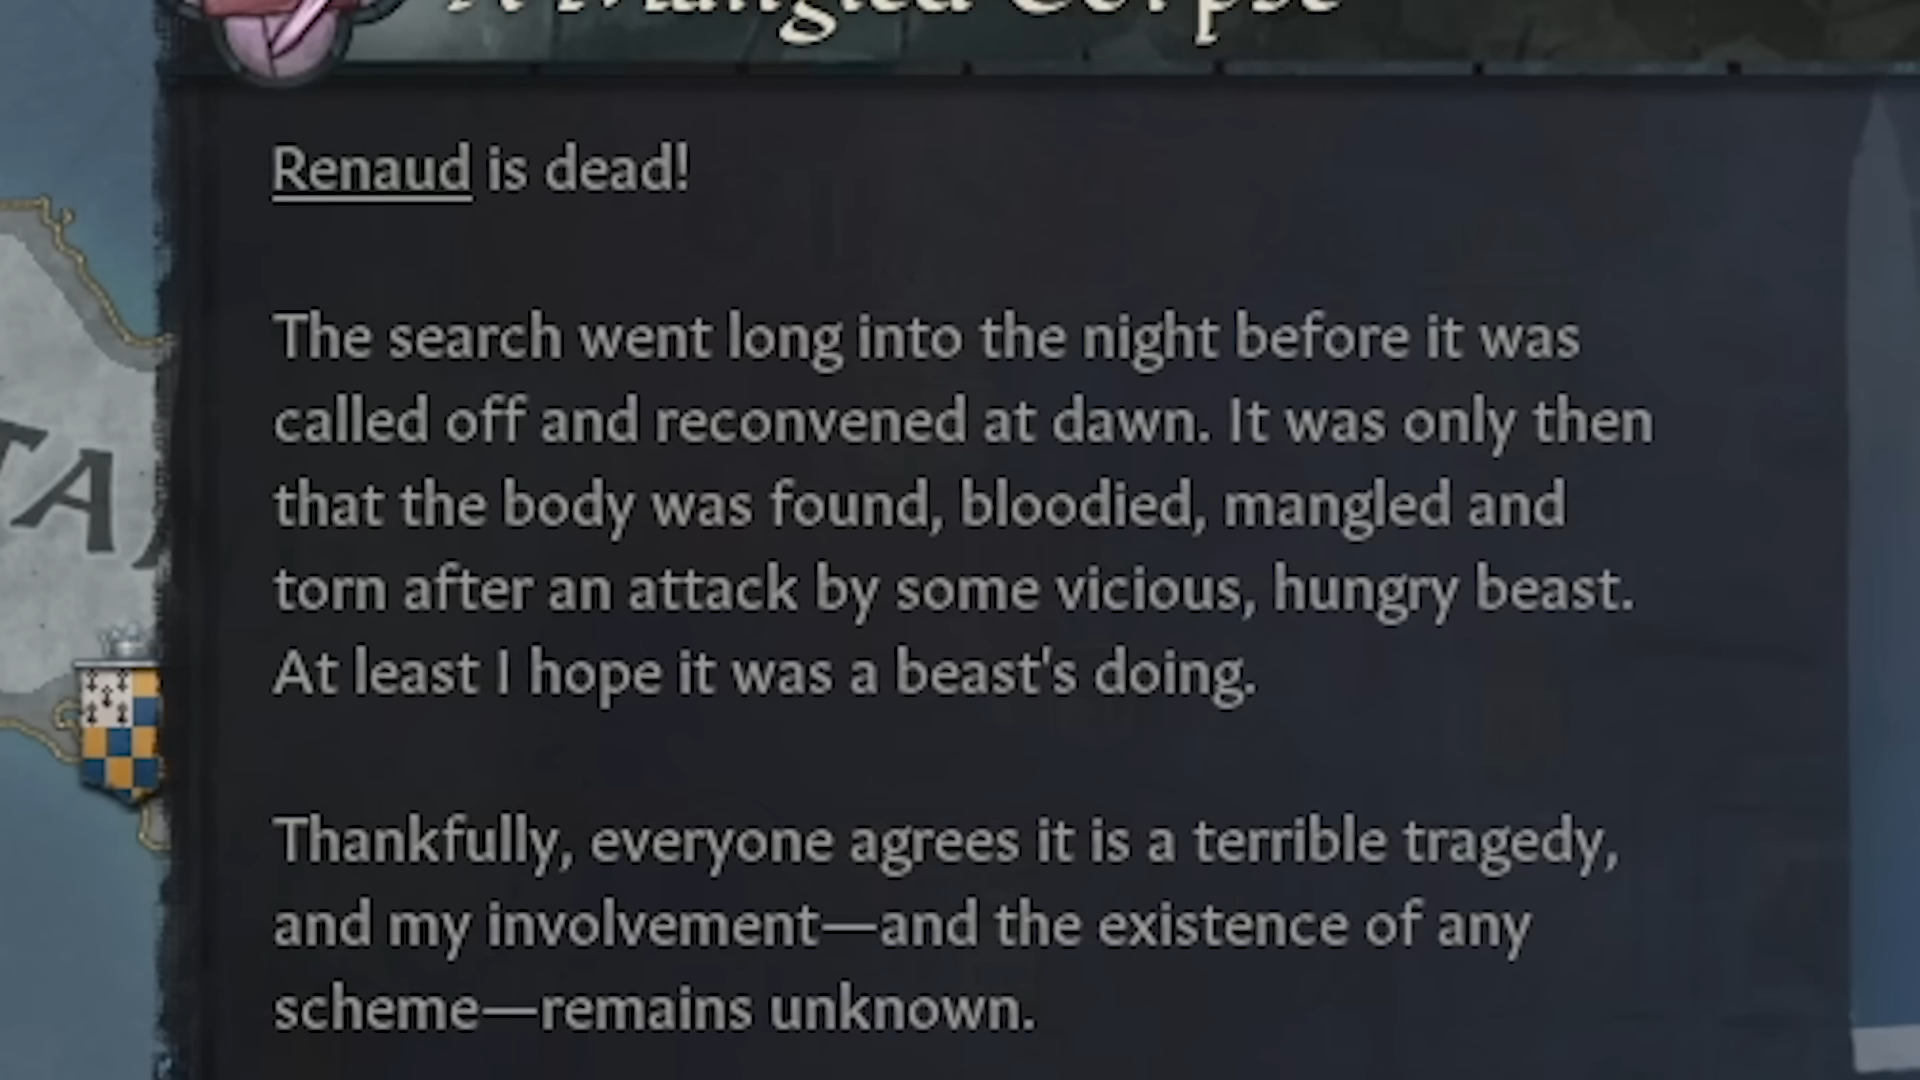 A Mangled Corpse
Renaud is dead!
The search went long into the night before it was
called off and reconvened at dawn. It was only then
that the body was found, bloodied, mangled and
torn after an attack by some vicious, hungry beast.
At least I hope it was a beast's doing.
Thankfully, everyone agrees it is a terrible tragedy,
and my involvement—and the existence of any
scheme—remains unknown.